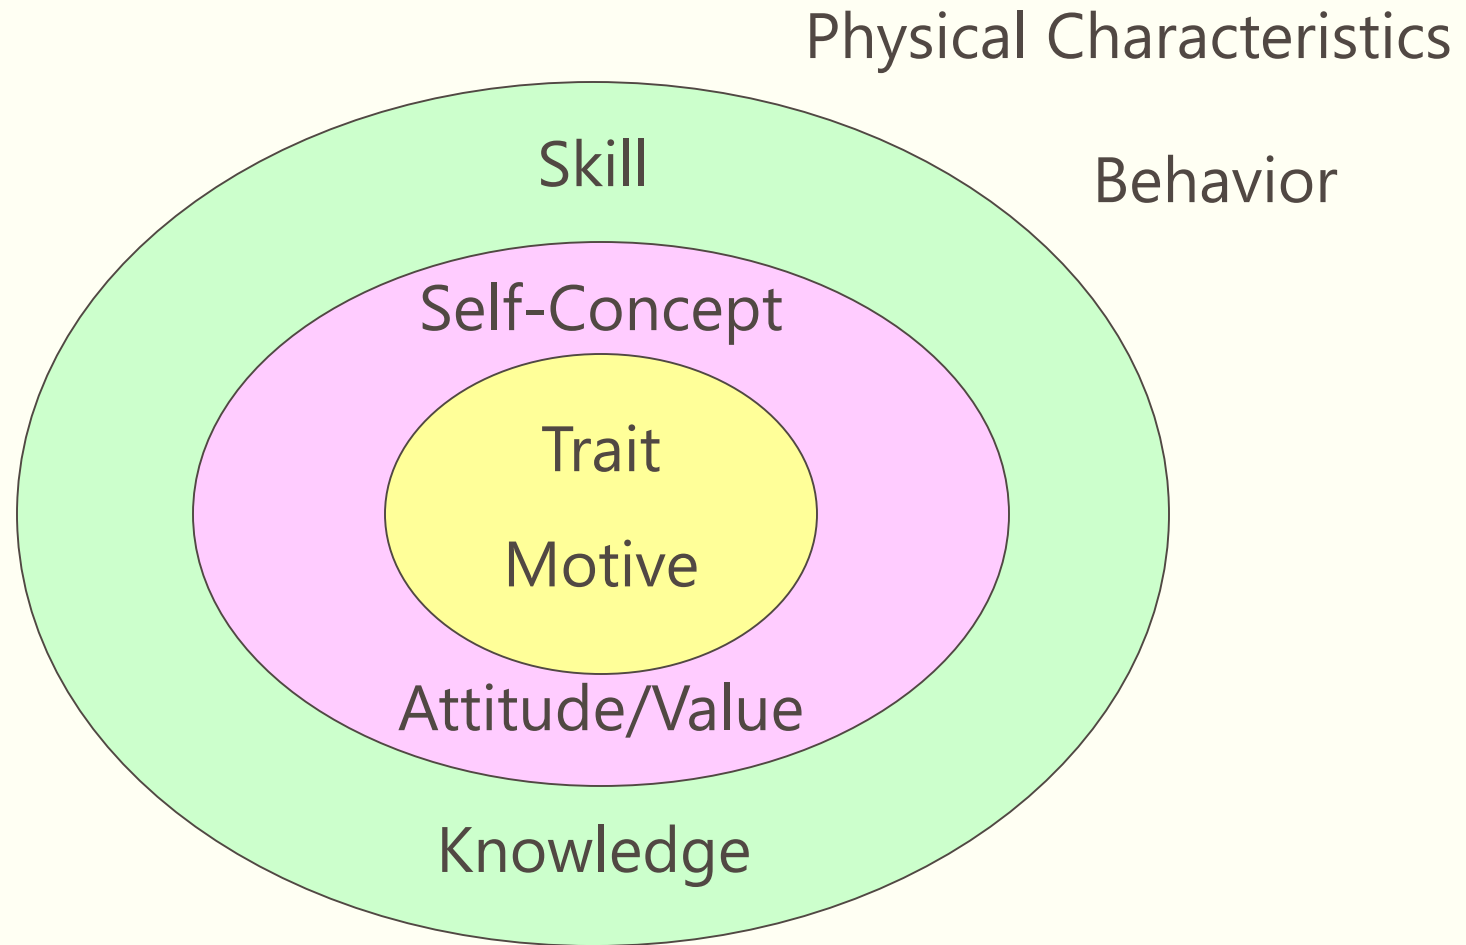 Physical Characteristics
Skill
Behavior
Self-Concept
Trait
Motive
Attitude/Value
Knowledge